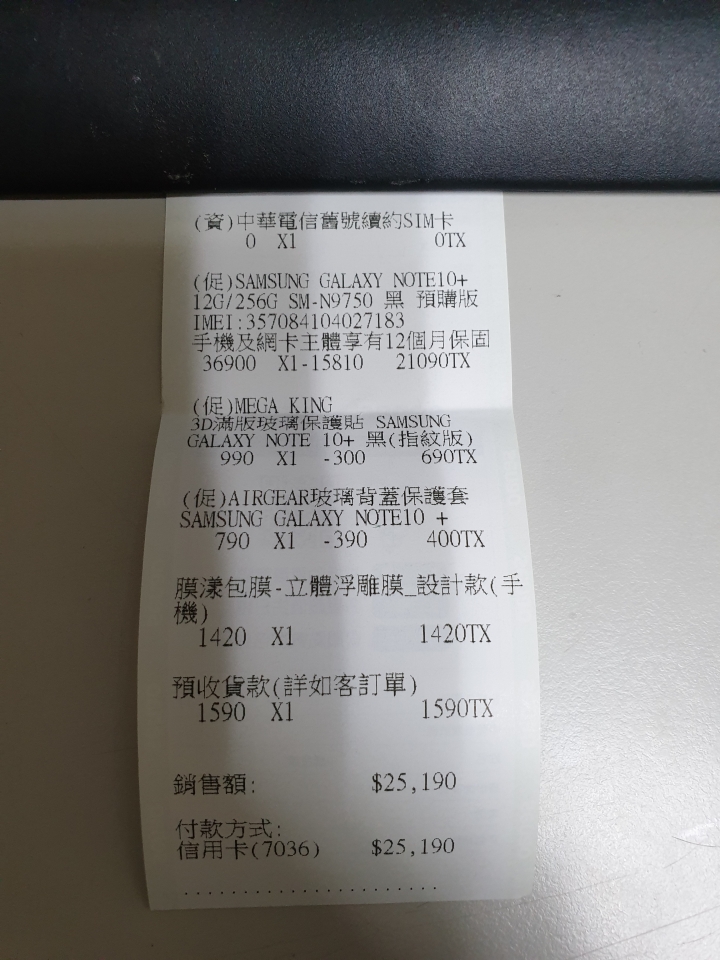 (資)中華電信舊號續約SIM卡
0 X1 0TX
(促)SAMSUNG GALAXY NOTE10+
12G/256G SM-N9750 黑 預購版
IMEI:357084104027183
手機及網卡主體享有12個月保固
36900 X1-15810 21090TX
(促)MEGA KING
3D滿版玻璃保護貼 SAMSUNG
GALAXY NOTE 10+ 黑(指紋版)
990 X1 -300 690TX
(促)AIRGEAR玻璃背蓋保護套
SAMSUNG GALAXY NOTE10 +
790 X1 -390 400TX
膜漾包膜-立體浮雕膜_設計款(手
機)
1420 X1 1420TX
預收貨款(詳如客訂單)
1590 X1 1590TX
銷售額: $25,190
付款方式:
信用卡(7036) $25,190